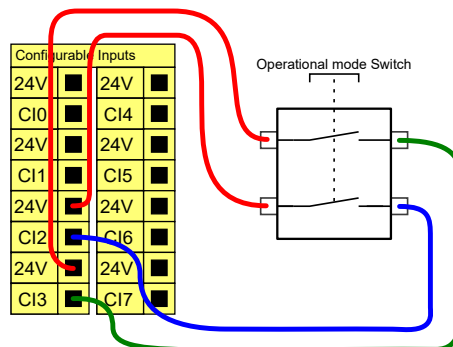 Configurable Inputs
Operational mode Switch
24V 24V
CI0 CI4
24V 24V
CI1 CI5
24V 24V
CI2 CI6
24V 24V
CI3 CI7